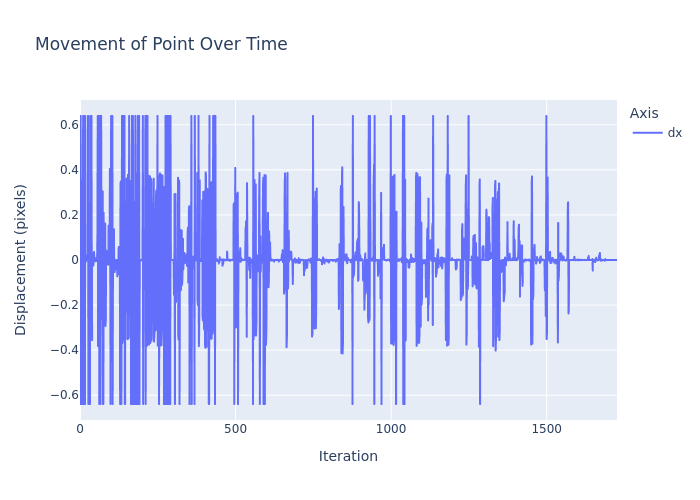 Movement of Point Over Time
Axis
dx
Displacement (pixels)
0.6
0.4
0.2
0
−0.2
−0.4
−0.6
0
500
1000
1500
Iteration